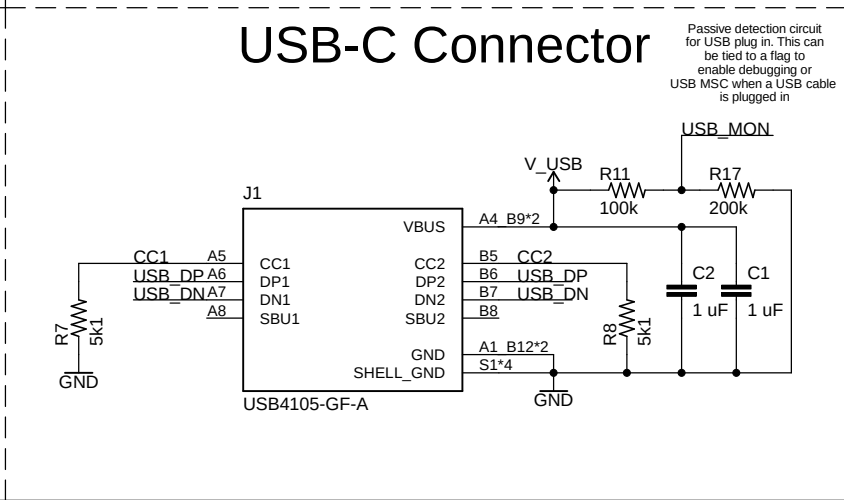 USB-C Connector
Passive detection circuit
for USB plug in. This can
be tied to a flag to
enable debugging or
USB MSC when a USB cable
is plugged in
USB_MON
V_USB
R11
100k
R17
200k
J1
VBUS
A4_B9*2
CC1
A5
CC1
CC2
B5
CC2
USB_DP
A6
DP1
DP2
B6
USB_DP
USB_DN
A7
DN1
DN2
B7
USB_DN
A8
SBU1
SBU2
B8
C2
1 uF
C1
1 uF
R7
5k1
R8
5k1
GND
A1_B12*2
SHELL_GND
S1*4
GND
GND
USB4105-GF-A